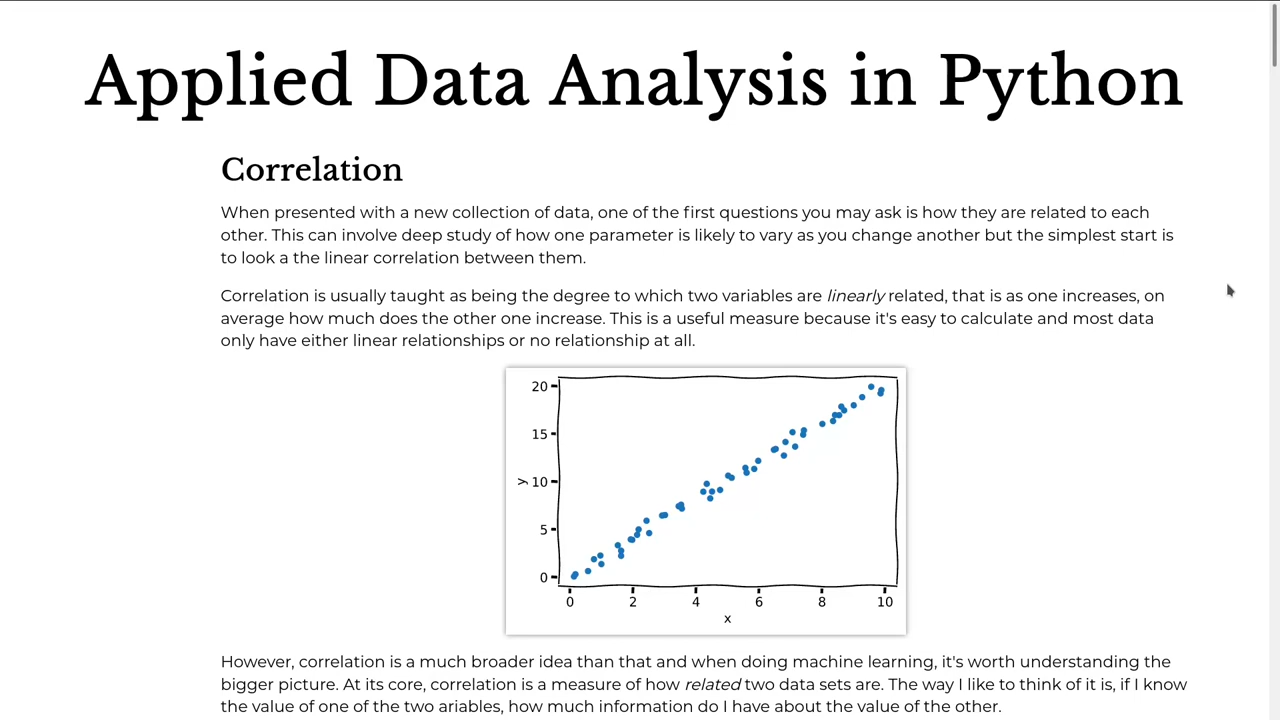 Applied Data Analysis in Python
Correlation
When presented with a new collection of data, one of the first questions you may ask is how they are related to each
other. This can involve deep study of how one parameter is likely to vary as you change another but the simplest start is
to look a the linear correlation between them.
Correlation is usually taught as being the degree to which two variables are linearly related, that is as one increases, on
average how much does the other one increase. This is a useful measure because it's easy to calculate and most data
only have either linear relationships or no relationship at all.
20
15
y 10
5
0
0 2 4 6 8 10
x
However, correlation is a much broader idea than that and when doing machine learning, it's worth understanding the
bigger picture. At its core, correlation is a measure of how related two data sets are. The way I like to think of it is, if I know
the value of one of the two ariables, how much information do I have about the value of the other.